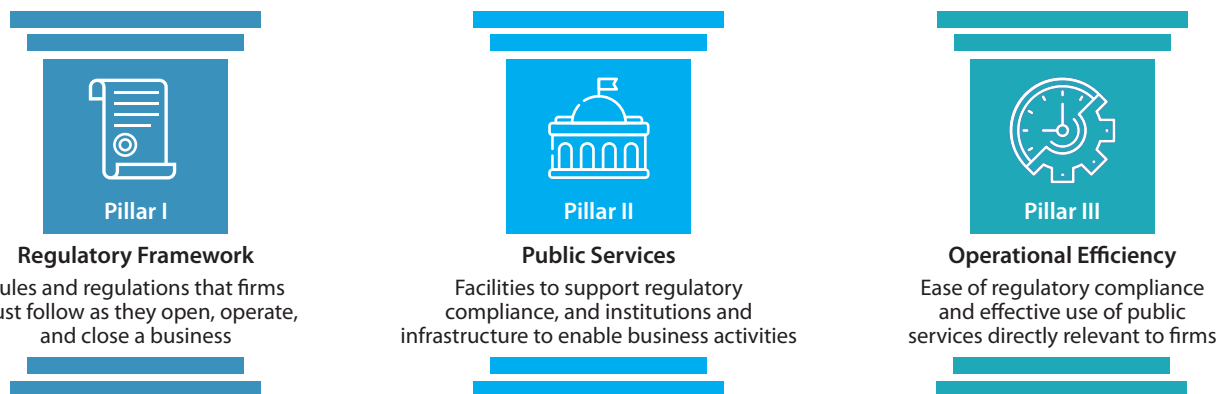 Pillar I
Regulatory Framework
ules and regulations that firms
ust follow as they open, operate,
and close a business
Pillar II
Public Services
Facilities to support regulatory
compliance, and institutions and
infrastructure to enable business activities
Pillar III
Operational Efficiency
Ease of regulatory compliance
and effective use of public
services directly relevant to firms